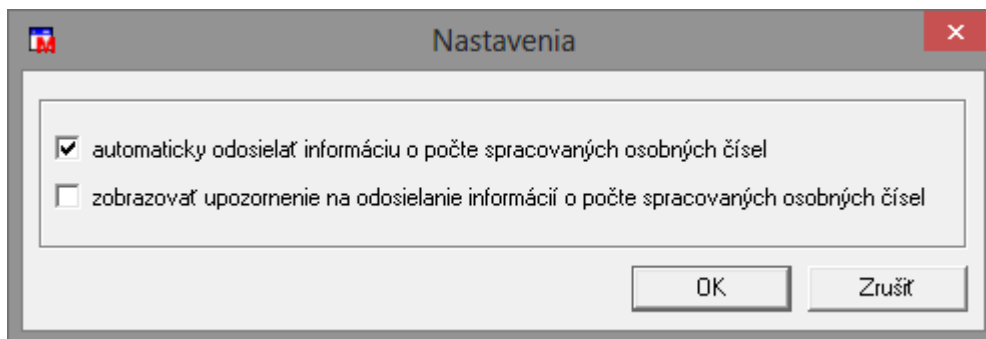 Nastavenia
automaticky odosielať informáciu o počte spracovaných osobných čísel
zobrazovať upozornenie na odosielanie informácií o počte spracovaných osobných čísel
OK
Zrušiť